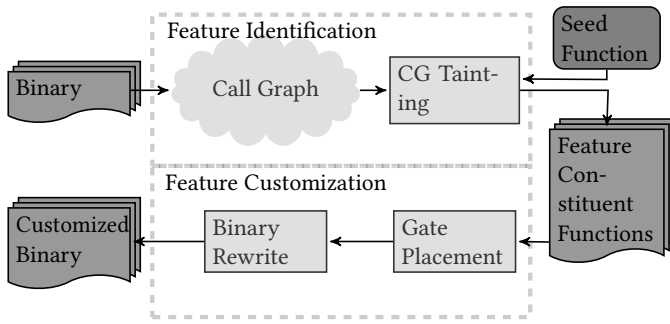 Feature Identification
Seed
Function
Binary
Call Graph
CG Taint-
ing
Feature
Con-
stituent
Functions
Feature Customization
Customized
Binary
Binary
Rewrite
Gate
Placement